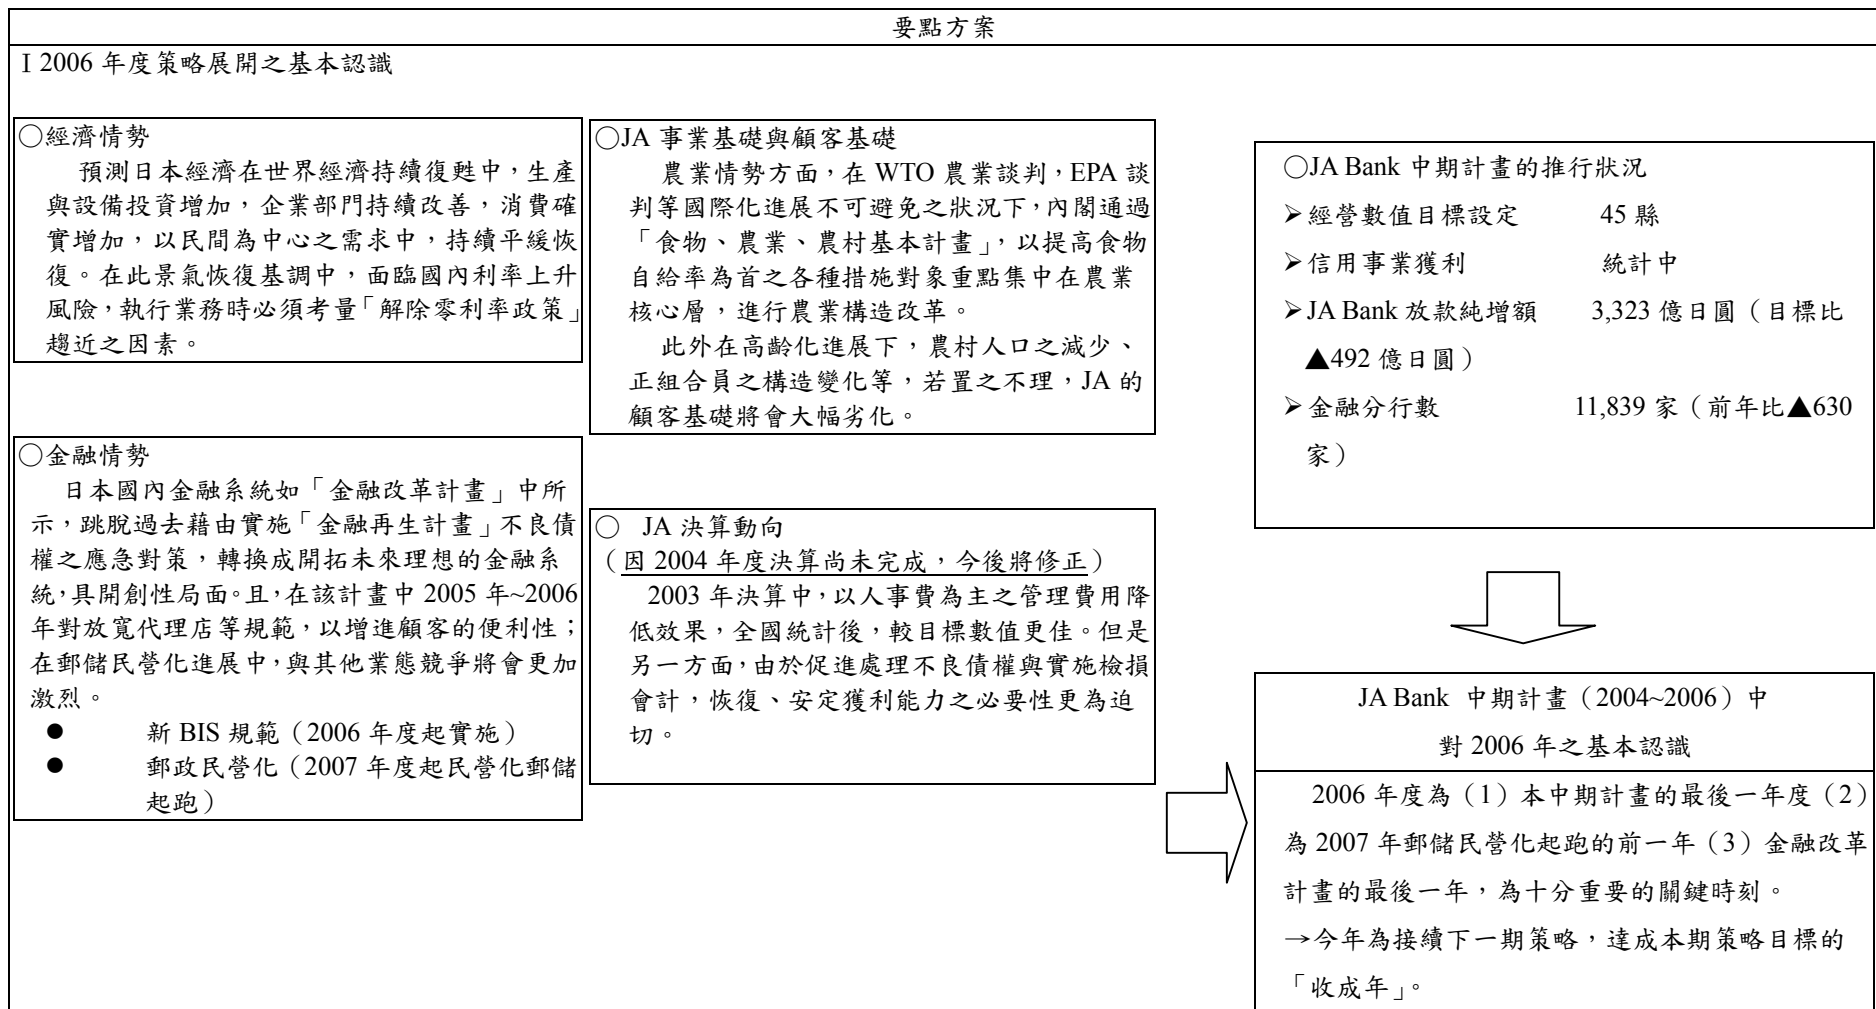 要點方案
Ⅰ2006 年度策略展開之基本認識
○經濟情勢
預測日本經濟在世界經濟持續復甦中，生產
與設備投資增加，企業部門持續改善，消費確
實增加，以民間為中心之需求中，持續平緩恢
復。在此景氣恢復基調中，面臨國內利率上升
風險，執行業務時必須考量「解除零利率政策」
趨近之因素。
○金融情勢
日本國內金融系統如「金融改革計畫」中所
示，跳脫過去藉由實施「金融再生計畫」不良債
權之應急對策，轉換成開拓未來理想的金融系
統，具開創性局面。且，在該計畫中 2005 年~2006
年對放寬代理店等規範，以增進顧客的便利性；
在郵儲民營化進展中，與其他業態競爭將會更加
激烈。
● 新 BIS 規範（2006 年度起實施）
● 郵政民營化（2007 年度起民營化郵儲
起跑）
○JA 事業基礎與顧客基礎
農業情勢方面，在 WTO 農業談判，EPA 談
判等國際化進展不可避免之狀況下，內閣通過
「食物、農業、農村基本計畫」，以提高食物
自給率為首之各種措施對象重點集中在農業
核心層，進行農業構造改革。
此外在高齡化進展下，農村人口之減少、
正組合員之構造變化等，若置之不理，JA 的
顧客基礎將會大幅劣化。
○ JA 決算動向
（因 2004 年度決算尚未完成，今後將修正）
2003 年決算中，以人事費為主之管理費用降
低效果，全國統計後，較目標數值更佳。但是
另一方面，由於促進處理不良債權與實施檢損
會計，恢復、安定獲利能力之必要性更為迫
切。
○JA Bank 中期計畫的推行狀況
➢經營數值目標設定 45 縣
➢信用事業獲利 統計中
➢JA Bank 放款純增額 3,323 億日圓（目標比
▲492 億日圓）
➢金融分行數 11,839 家（前年比▲630
家）
JA Bank 中期計畫（2004~2006）中
對 2006 年之基本認識
2006 年度為（1）本中期計畫的最後一年度（2）
為 2007 年郵儲民營化起跑的前一年（3）金融改革
計畫的最後一年，為十分重要的關鍵時刻。
→今年為接續下一期策略，達成本期策略目標的
「收成年」。